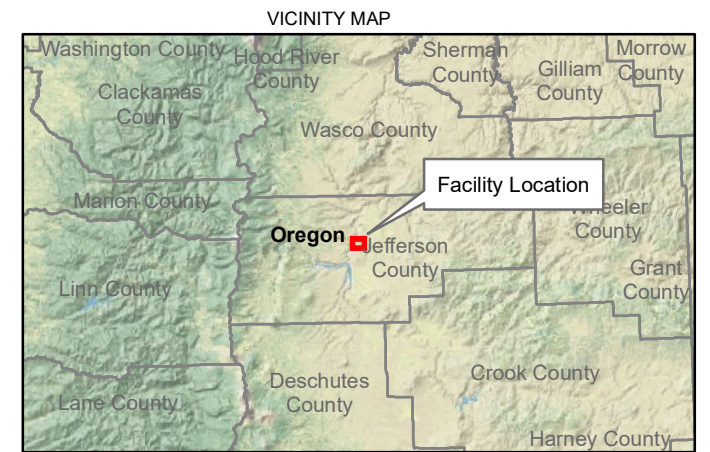 VICINITY MAP
Washington County
Hood River
County
Sherman
County
Gilliam
County
Morrow
County
Clackamas
County
Wasco County
Marion County
Facility Location
Wheeler
County
Oregon
Jefferson
County
Grant
County
Linn County
Deschutes
County
Crook County
Lane County
Harney County